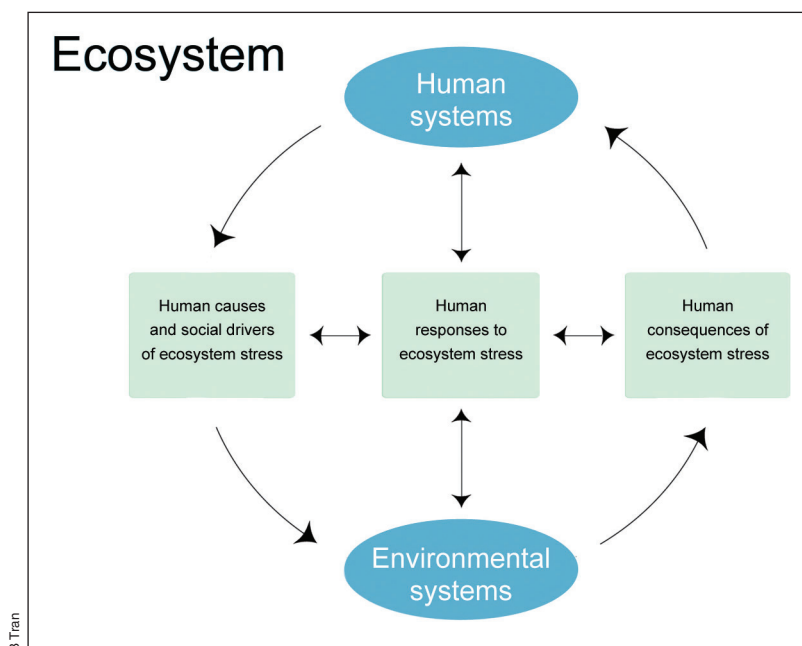 Ecosystem
Human
systems
Human causes
and social drivers
of ecosystem stress
Human
responses to
ecosystem stress
Human
consequences of
ecosystem stress
Environmental
systems
Tran